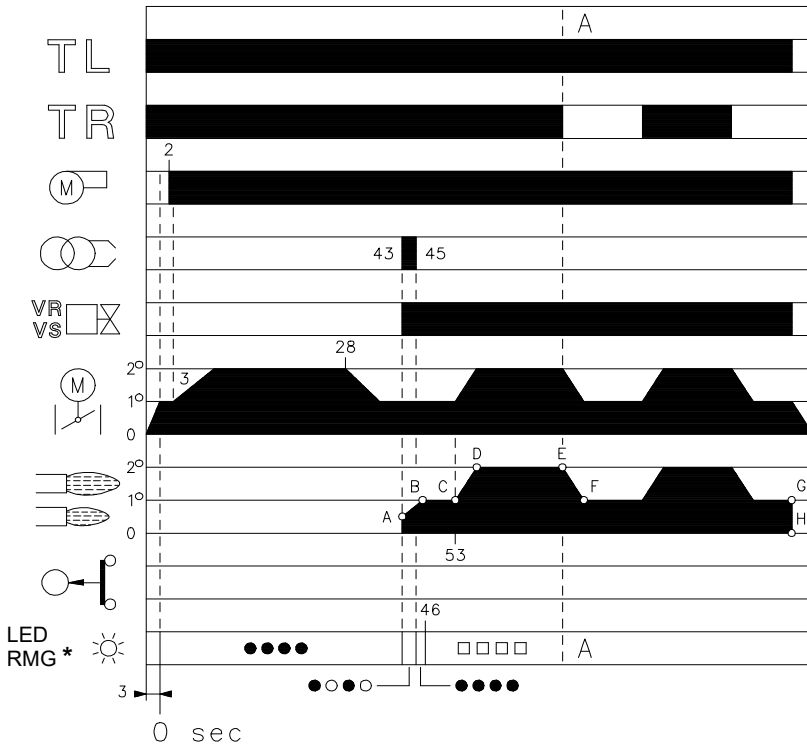 A
TL
TR
2
M
43 45
VR
VS
28
M
2°
3
1°
0
D E
2°
B C F G
1°
A H
0
53
46
LED
RMG * A
3
0 sec